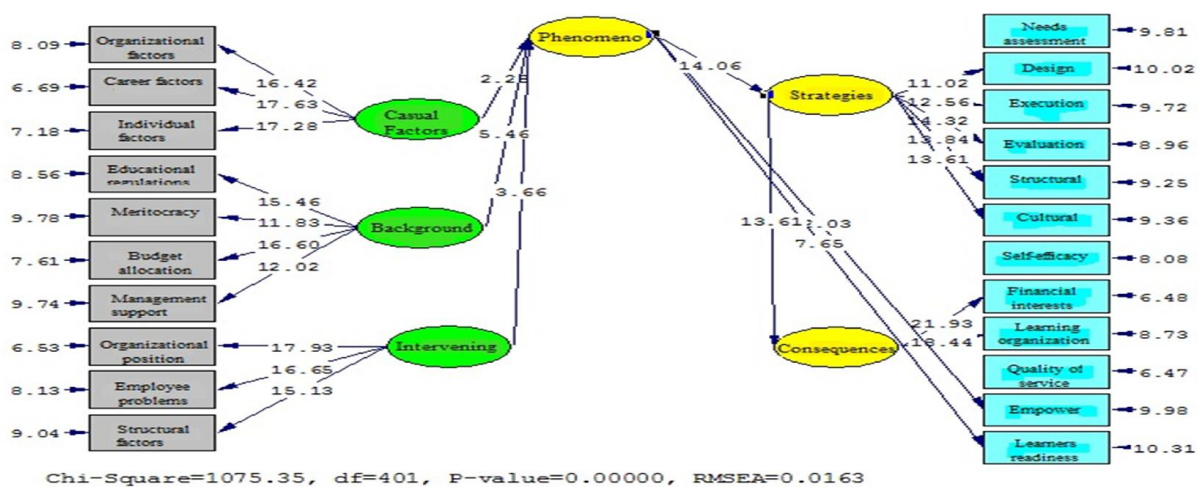 8.09
Organizational
factors
6.69
Career factors
7.18
Individual
factors
8.56
Educational
regulations
9.78
Meritocracy
7.61
Budget
allocation
9.74
Management
support
6.53
Organizational
position
8.13
Employee
problems
9.04
Structural
factors
16.42
17.63
17.28
15.46
11.83
16.60
12.02
17.93
16.65
15.13
Casual
Factors
Background
Intervening
2.28
5.46
3.66
Phenomeno
14.06
Strategies
13.61
7.65
Consequences
11.02
12.56
14.32
13.84
13.61
21.93
18.44
Needs
assessment
9.81
Design
10.02
Execution
9.72
Evaluation
8.96
Structural
9.25
Cultural
9.36
Self-efficacy
8.08
Financial
interests
6.48
Learning
organization
8.73
Quality of
service
6.47
Empower
9.98
Learners
readiness
10.31
Chi-Square=1075.35, df=401, P-value=0.00000, RMSEA=0.0163